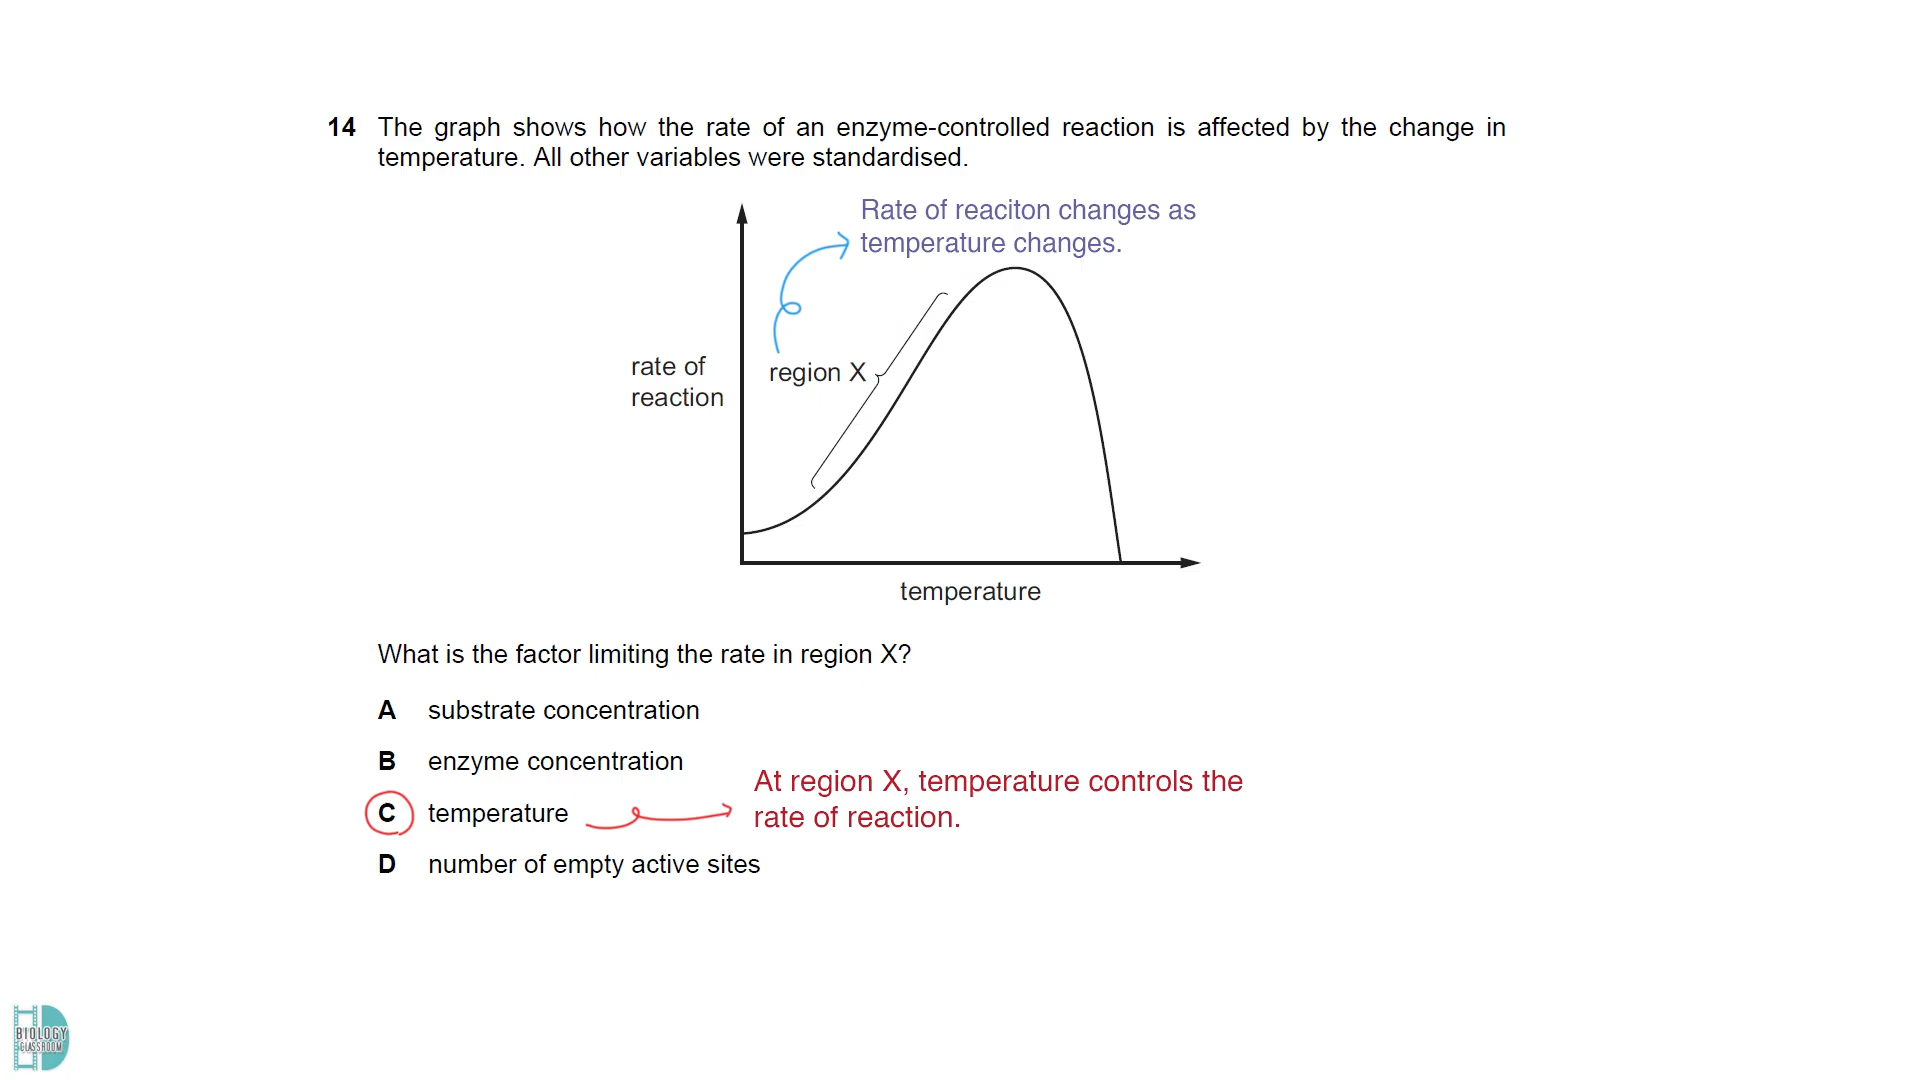 14 The graph shows how the rate of an enzyme-controlled reaction is affected by the change in
temperature. All other variables were standardised.
Rate of reaciton changes as
temperature changes.
rate of
reaction
region X
temperature
What is the factor limiting the rate in region X?
A substrate concentration
B enzyme concentration
C temperature
At region X, temperature controls the
rate of reaction.
D number of empty active sites
BIOLOGY
CLASSROOM